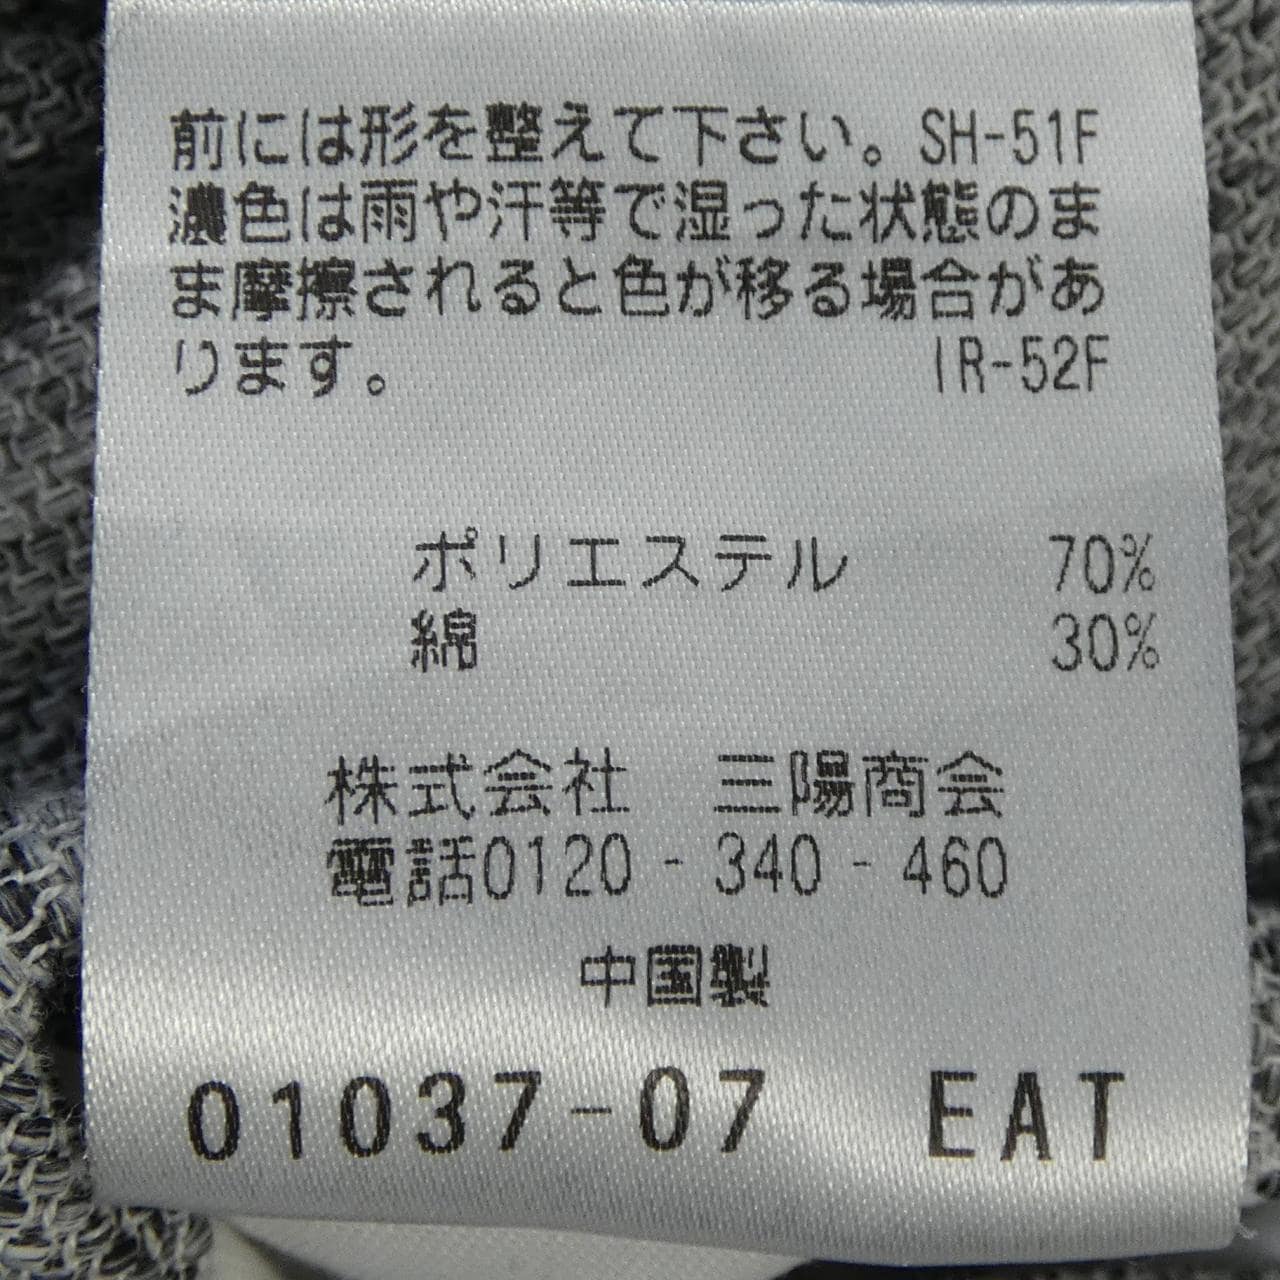 前には形を整えて下さい。SH-51F
濃色は雨や汗等で湿った状態のま
ま摩擦されると色が移る場合があ
ります。 IR-52F
ポリエステル 70%
綿 30%
株式会社 三陽商会
電話0120-340-460
中国製
01037-07 EAT